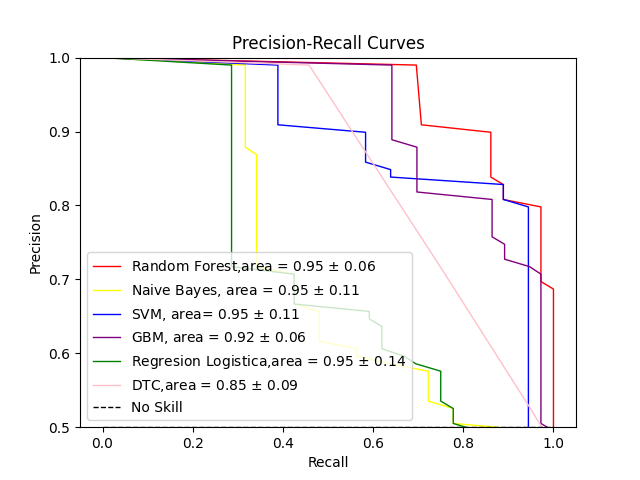 Precision-Recall Curves
1.0
0.9
0.8
0.7
0.6
0.5
Precision
Random Forest,area = 0.95 ± 0.06
Naive Bayes, area = 0.95 ± 0.11
SVM, area= 0.95 ± 0.11
GBM, area = 0.92 ± 0.06
Regresion Logistica,area = 0.95 ± 0.14
DTC,area = 0.85 ± 0.09
No Skill
0.0 0.2 0.4 0.6 0.8 1.0
Recall